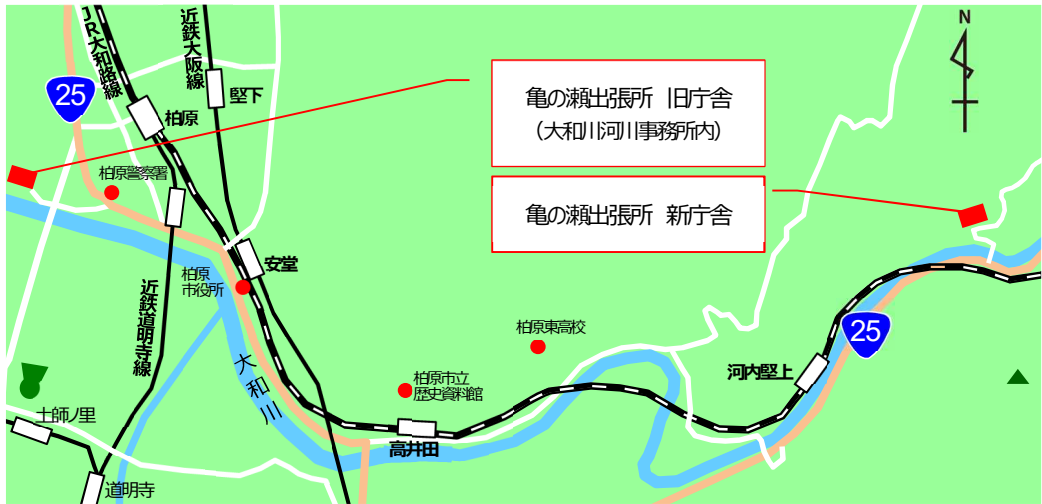 JR大和路線
近鉄大阪線
N
25
堅下
柏原
亀の瀬出張所 旧庁舎
(大和川河川事務所内)
柏原警察署
亀の瀬出張所 新庁舎
安堂
柏原
市役所
近鉄道明寺線
大和川
柏原東高校
25
河内堅上
柏原市立
歴史資料館
土師ノ里
高井田
道明寺